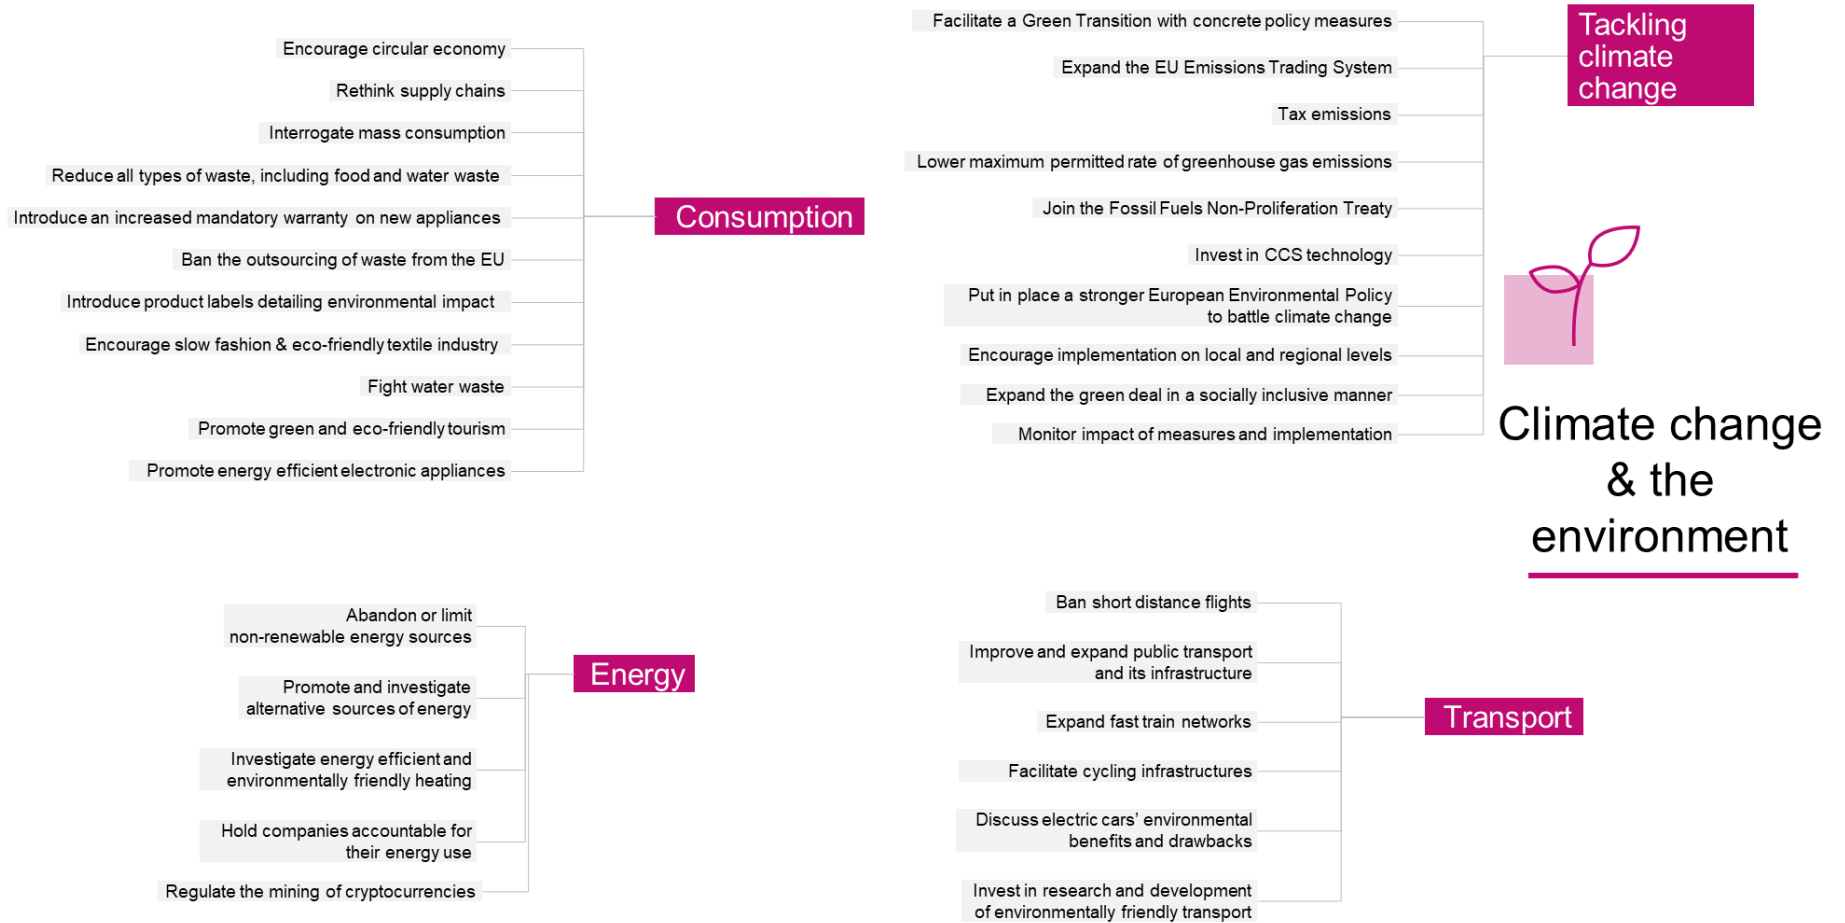 Encourage circular economy
Rethink supply chains
Interrogate mass consumption
Reduce all types of waste, including food and water waste
Introduce an increased mandatory warranty on new appliances
Ban the outsourcing of waste from the EU
Introduce product labels detailing environmental impact
Encourage slow fashion & eco-friendly textile industry
Fight water waste
Promote green and eco-friendly tourism
Promote energy efficient electronic appliances
Consumption
Facilitate a Green Transition with concrete policy measures
Expand the EU Emissions Trading System
Tax emissions
Lower maximum permitted rate of greenhouse gas emissions
Join the Fossil Fuels Non-Proliferation Treaty
Invest in CCS technology
Put in place a stronger European Environmental Policy
to battle climate change
Encourage implementation on local and regional levels
Expand the green deal in a socially inclusive manner
Monitor impact of measures and implementation
Tackling
climate
change
Climate change
& the
environment
Abandon or limit
non-renewable energy sources
Promote and investigate
alternative sources of energy
Investigate energy efficient and
environmentally friendly heating
Hold companies accountable for
their energy use
Regulate the mining of cryptocurrencies
Energy
Ban short distance flights
Improve and expand public transport
and its infrastructure
Expand fast train networks
Facilitate cycling infrastructures
Discuss electric cars’ environmental
benefits and drawbacks
Invest in research and development
of environmentally friendly transport
Transport